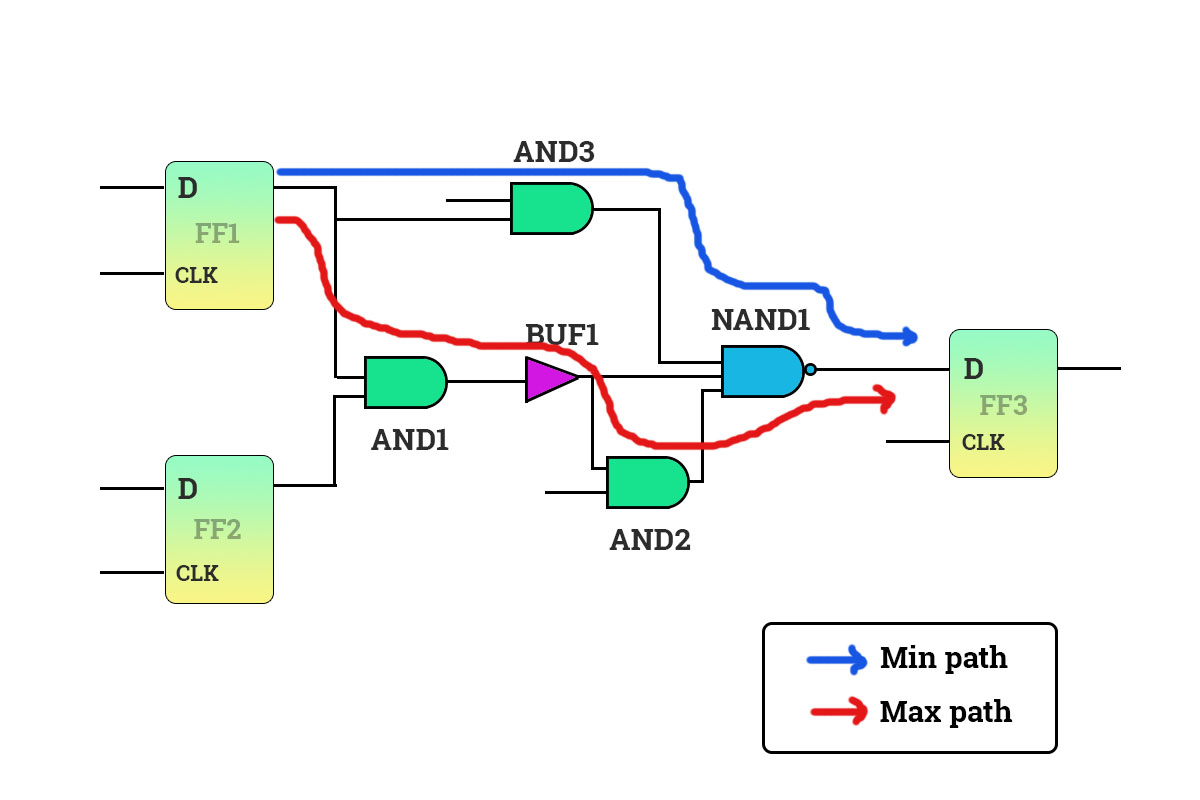 AND3
D
FF1
CLK
BUF1
NAND1
D
FF3
CLK
AND1
D
FF2
CLK
AND2
Min path
Max path